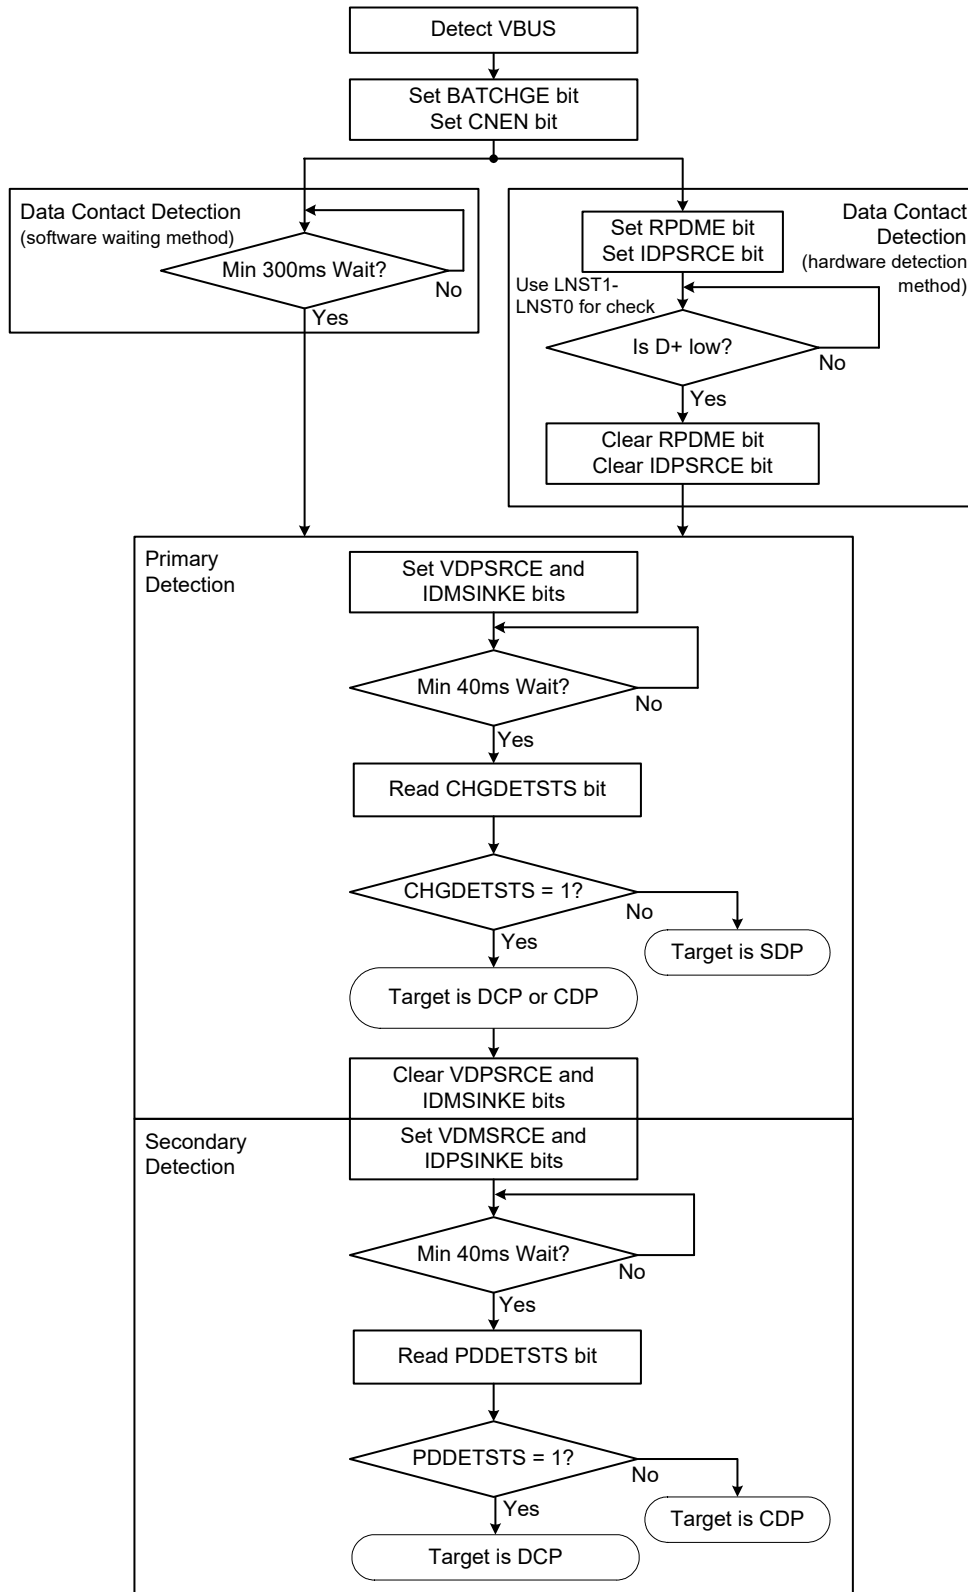 Detect VBUS
Set BATCHGE bit
Set CNEN bit
Data Contact Detection
(software waiting method)
Min 300ms Wait?
No
Yes
Data Contact
Detection
(hardware detection
method)
Set RPDME bit
Set IDPSRCE bit
Use LNST1-
LNST0 for check
Is D+ low?
No
Yes
Clear RPDME bit
Clear IDPSRCE bit
Primary
Detection
Set VDPSRCE and
IDMSINKE bits
Min 40ms Wait?
No
Yes
Read CHGDETSTS bit
CHGDETSTS = 1?
No
Yes
Target is SDP
Target is DCP or CDP
Clear VDPSRCE and
IDMSINKE bits
Secondary
Detection
Set VDMSRCE and
IDPSINKE bits
Min 40ms Wait?
No
Yes
Read PDDETSTS bit
PDDETSTS = 1?
No
Yes
Target is CDP
Target is DCP